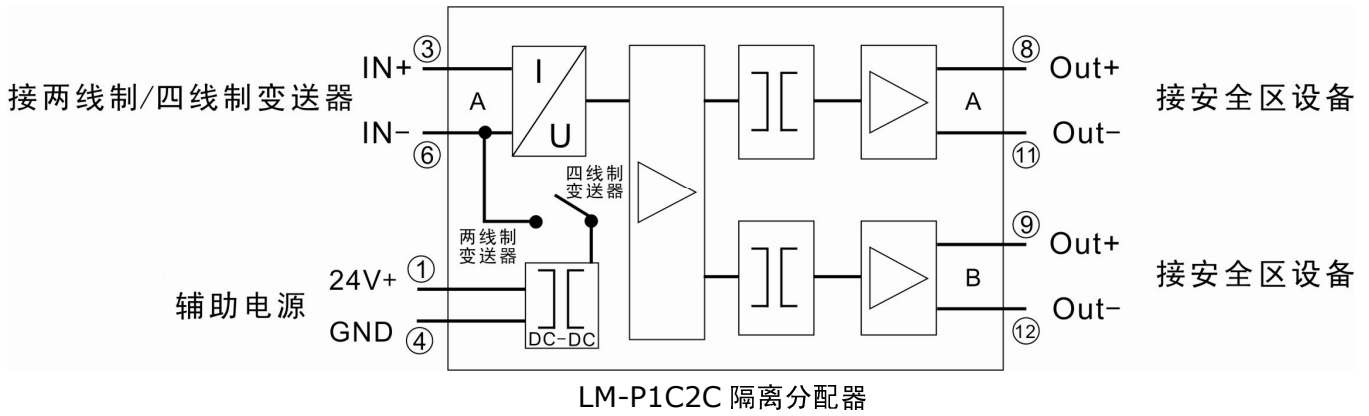 接两线制/四线制变送器
IN+
③
IN-
⑥
A
I
U
四线制
变送器
两线制
变送器
辅助电源
24V+
①
GND
④
DC-DC
A
⑧
Out+
⑪
Out-
接安全区设备
B
⑨
Out+
⑫
Out-
接安全区设备
LM-P1C2C 隔离分配器